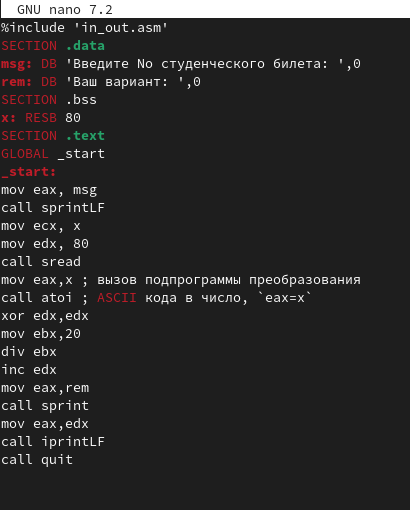 GNU nano 7.2
%include 'in_out.asm'
SECTION .data
msg: DB 'Введите No студенческого билета: ',0
rem: DB 'Ваш вариант: ',0
SECTION .bss
x: RESB 80
SECTION .text
GLOBAL _start
_start:
mov eax, msg
call sprintLF
mov ecx, x
mov edx, 80
call sread
mov eax,x ; вызов подпрограммы преобразования
call atoi ; ASCII кода в число, `eax=x`
xor edx,edx
mov ebx,20
div ebx
inc edx
mov eax,rem
call sprint
mov eax,edx
call iprintLF
call quit